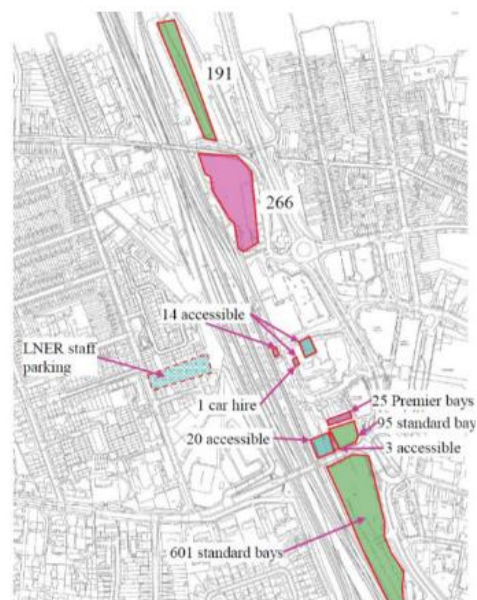 191
266
14 accessible
LNER staff
parking
1 car hire
25 Premier bays
95 standard bay
20 accessible
3 accessible
601 standard bays